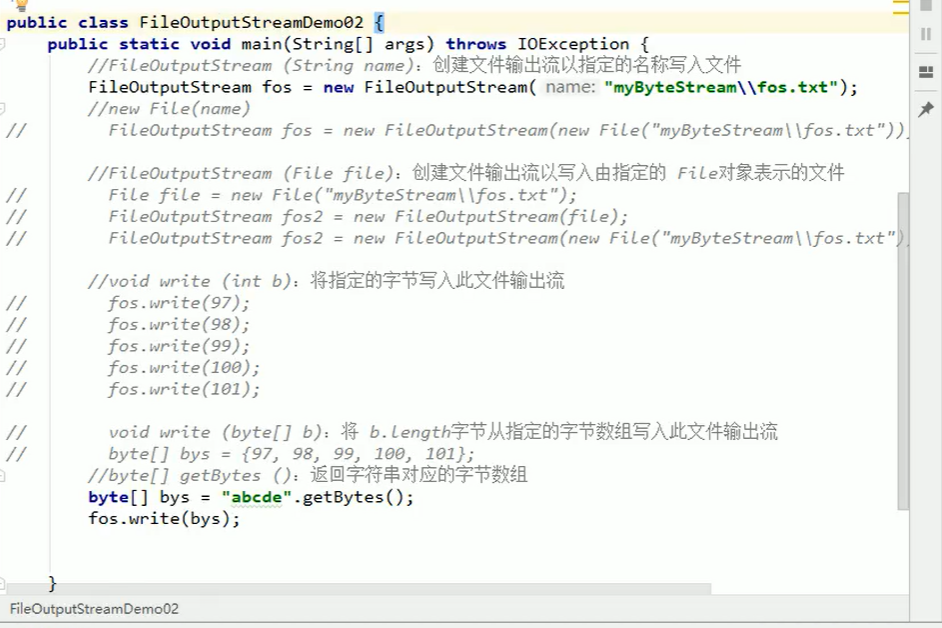 public class FileOutputStreamDemo02 {
public static void main(String[] args) throws IOException {
//FileOutputStream (String name)：创建文件输出流以指定的名称写入文件
FileOutputStream fos = new FileOutputStream( name: "myByteStream\\fos.txt");
//new File(name)
// FileOutputStream fos = new FileOutputStream(new File("myByteStream\\fos.txt"))
//FileOutputStream (File file)：创建文件输出流以写入由指定的 File对象表示的文件
// File file = new File("myByteStream\\fos.txt");
// FileOutputStream fos2 = new FileOutputStream(file);
// FileOutputStream fos2 = new FileOutputStream(new File("myByteStream\\fos.txt")
//void write (int b)：将指定的字节写入此文件输出流
// fos.write(97);
// fos.write(98);
// fos.write(99);
// fos.write(100);
// fos.write(101);
// void write (byte[] b)：将 b.length字节从指定的字节数组写入此文件输出流
// byte[] bys = {97, 98, 99, 100, 101};
//byte[] getBytes ()：返回字符串对应的字节数组
byte[] bys = "abcde".getBytes();
fos.write(bys);
}
FileOutputStreamDemo02